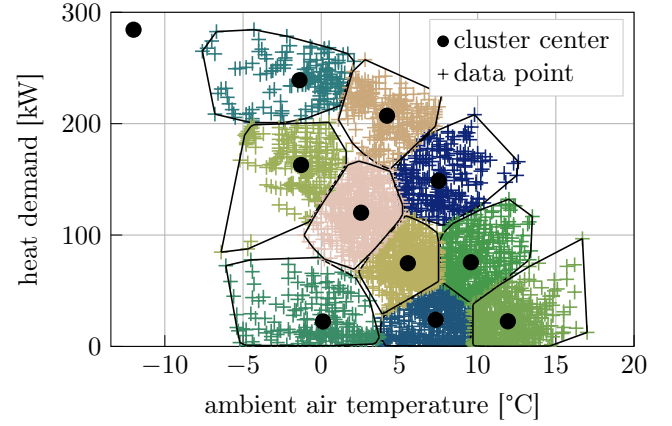 300
200
100
0
heat demand [kW]
cluster center
data point
−10
−5
0
5
10
15
20
ambient air temperature [°C]